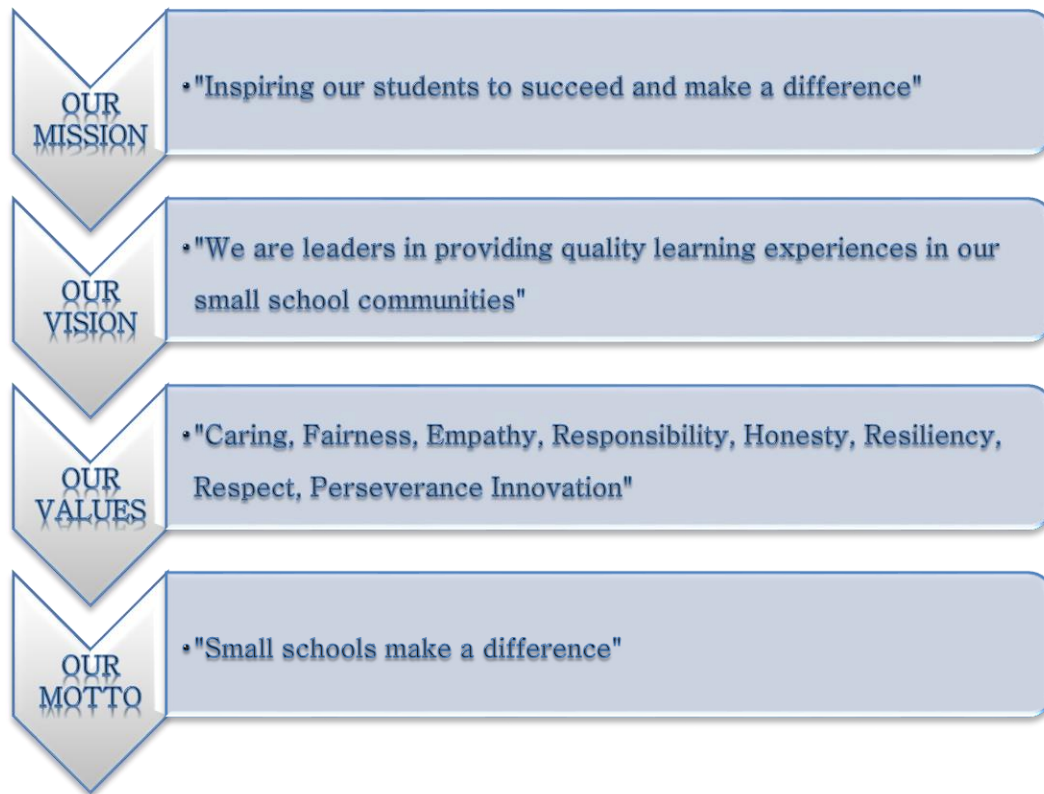 OUR
MISSION
•"Inspiring our students to succeed and make a difference"
OUR
VISION
•"We are leaders in providing quality learning experiences in our
small school communities"
OUR
VALUES
•"Caring, Fairness, Empathy, Responsibility, Honesty, Resiliency,
Respect, Perseverance Innovation"
OUR
MOTTO
•"Small schools make a difference"